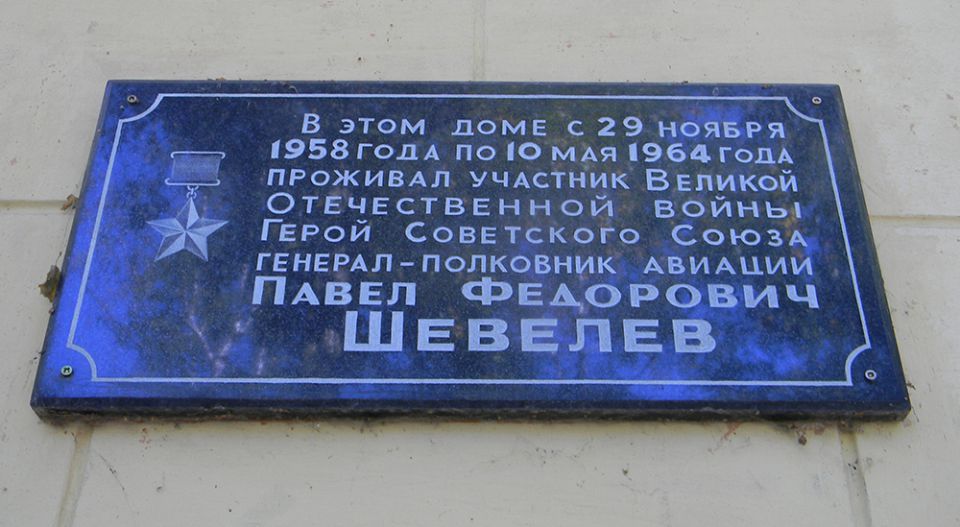 В ЭТОМ ДОМЕ С 29 НОЯБРЯ
1958 ГОДА ПО 10 МАЯ 1964 ГОДА
ПРОЖИВАЛ УЧАСТНИК ВЕЛИКОЙ
ОТЕЧЕСТВЕННОЙ ВОЙНЫ
ГЕРОЙ СОВЕТСКОГО СОЮЗА
ГЕНЕРАЛ-ПОЛКОВНИК АВИАЦИИ
ПАВЕЛ ФЕДОРОВИЧ
ШЕВЕЛЕВ